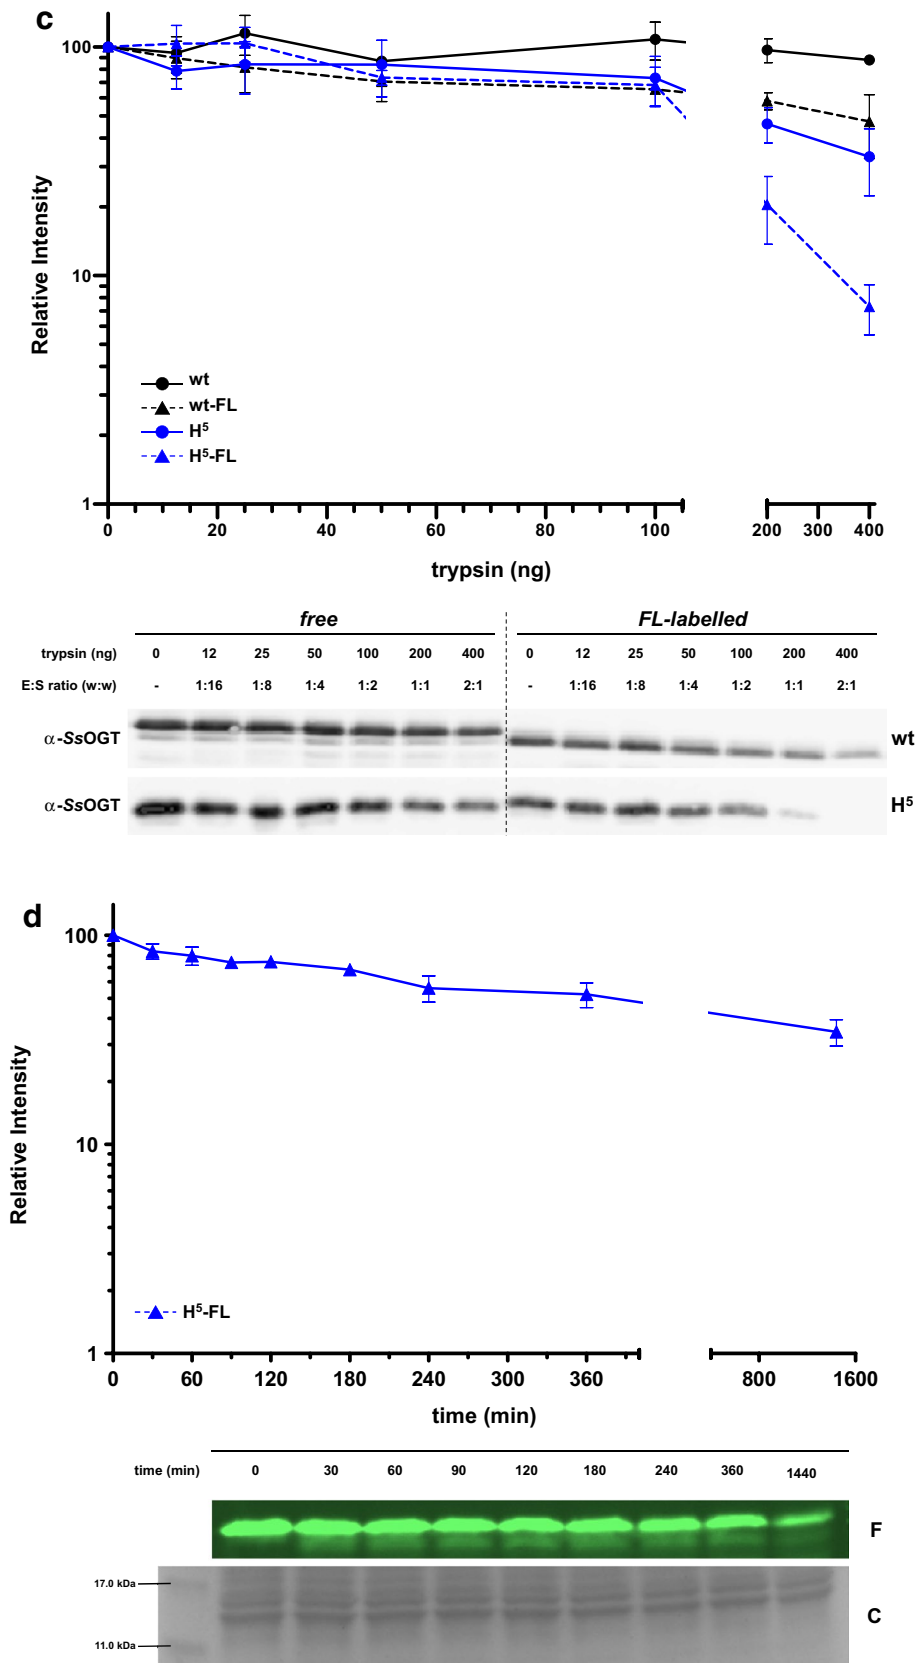 c
100
10
1
Relative Intensity
wt
wt-FL
H⁵
H⁵-FL
0 20 40 60 80 100 200 300 400
trypsin (ng)
free FL-labelled
trypsin (ng) 0 12 25 50 100 200 400 0 12 25 50 100 200 400
E:S ratio (w:w) - 1:16 1:8 1:4 1:2 1:1 2:1 - 1:16 1:8 1:4 1:2 1:1 2:1
α-SsOGT wt
α-SsOGT H⁵
d
100
10
1
Relative Intensity
H⁵-FL
0 60 120 180 240 300 360 800 1600
time (min)
time (min) 0 30 60 90 120 180 240 360 1440
F
17.0 kDa
C
11.0 kDa